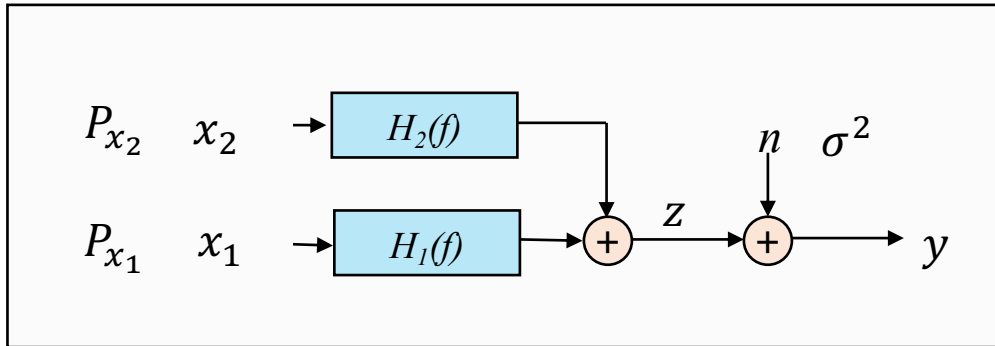 P_{x_2} x_2 H_2(f) n σ^2
P_{x_1} x_1 H_1(f) + z + y